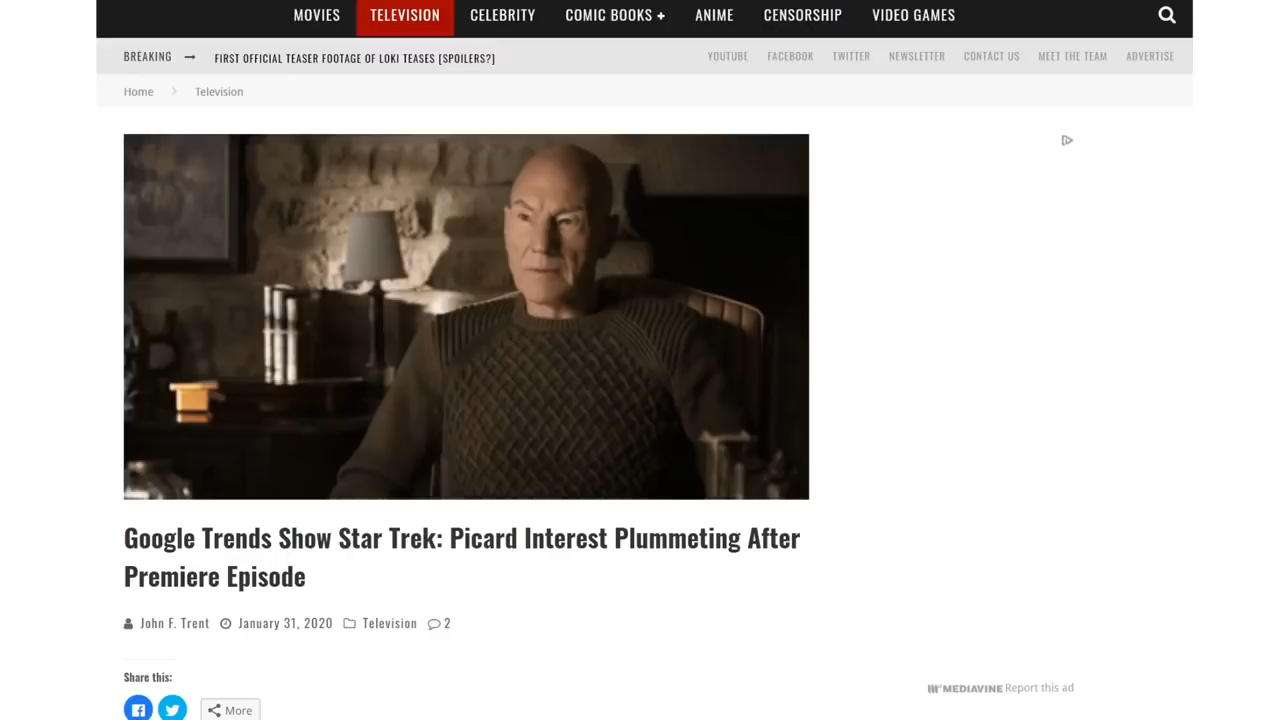 MOVIES TELEVISION CELEBRITY COMIC BOOKS + ANIME CENSORSHIP VIDEO GAMES
BREAKING → FIRST OFFICIAL TEASER FOOTAGE OF LOKI TEASES [SPOILERS?] YOUTUBE FACEBOOK TWITTER NEWSLETTER CONTACT US MEET THE TEAM ADVERTISE
Home > Television
Google Trends Show Star Trek: Picard Interest Plummeting After
Premiere Episode
John F. Trent January 31, 2020 Television 2
Share this:
MEDIAVINE Report this ad
More